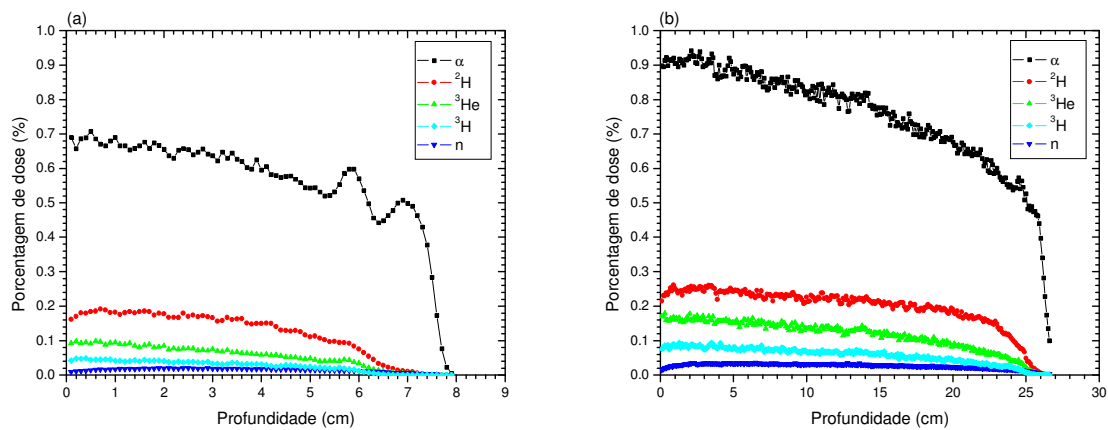 (a)
1.0
0.9
0.8
0.7
0.6
0.5
0.4
0.3
0.2
0.1
0.0
Porcentagem de dose (%)
0 1 2 3 4 5 6 7 8 9
Profundidade (cm)
α
²H
³He
³H
n
(b)
1.0
0.9
0.8
0.7
0.6
0.5
0.4
0.3
0.2
0.1
0.0
Porcentagem de dose (%)
0 5 10 15 20 25 30
Profundidade (cm)
α
²H
³He
³H
n